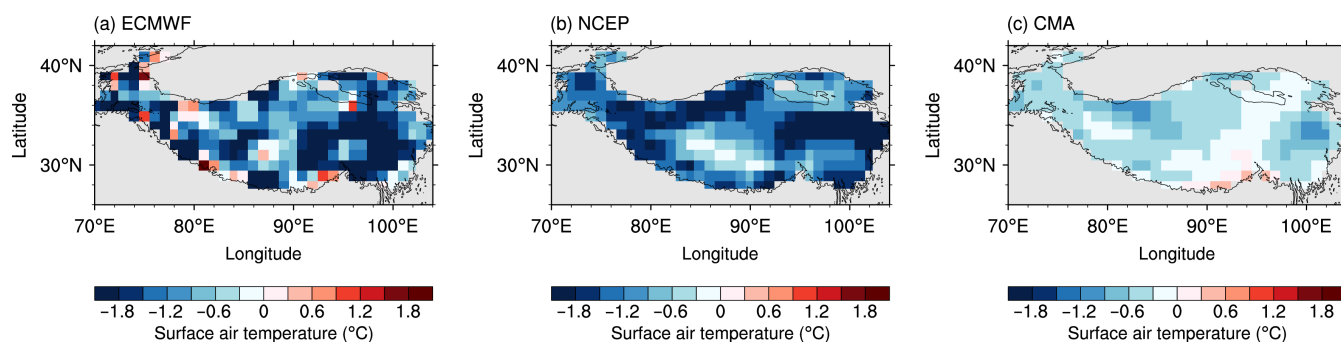 (a) ECMWF
(b) NCEP
(c) CMA
40°N
30°N
Latitude
70°E 80°E 90°E 100°E
Longitude
−1.8 −1.2 −0.6 0 0.6 1.2 1.8
Surface air temperature (°C)
40°N
30°N
Latitude
70°E 80°E 90°E 100°E
Longitude
−1.8 −1.2 −0.6 0 0.6 1.2 1.8
Surface air temperature (°C)
40°N
30°N
Latitude
70°E 80°E 90°E 100°E
Longitude
−1.8 −1.2 −0.6 0 0.6 1.2 1.8
Surface air temperature (°C)